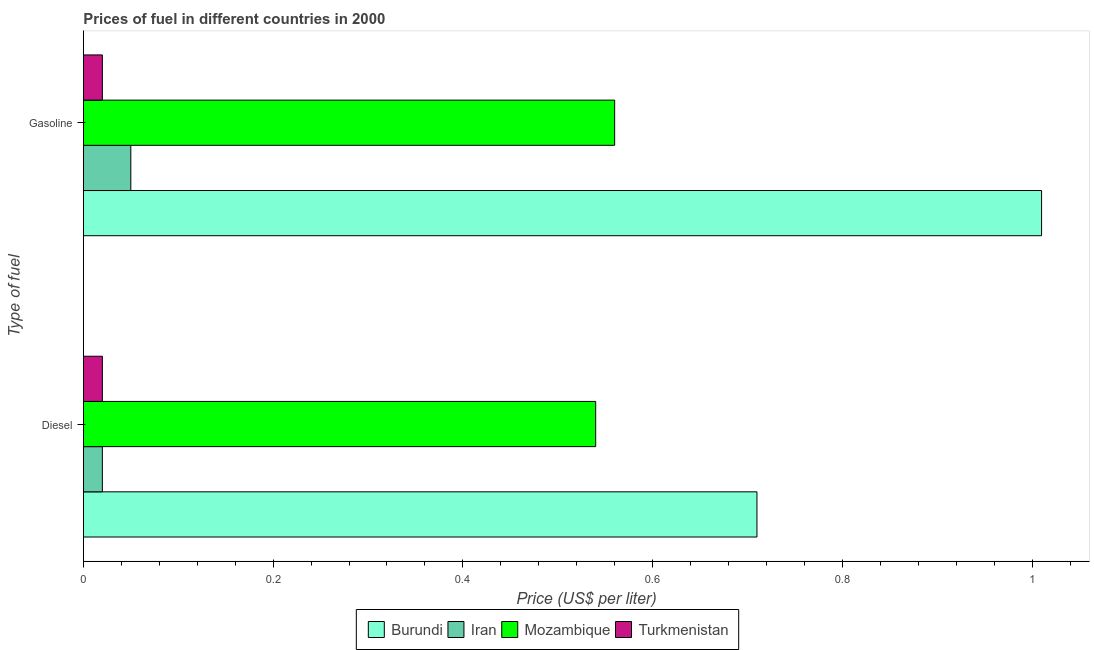 Prices of fuel in different countries in 2000
Type of fuel
Gasoline
Diesel
0
0.2
0.4
0.6
0.8
1
Price (US$ per liter)
Burundi
Iran
Mozambique
Turkmenistan